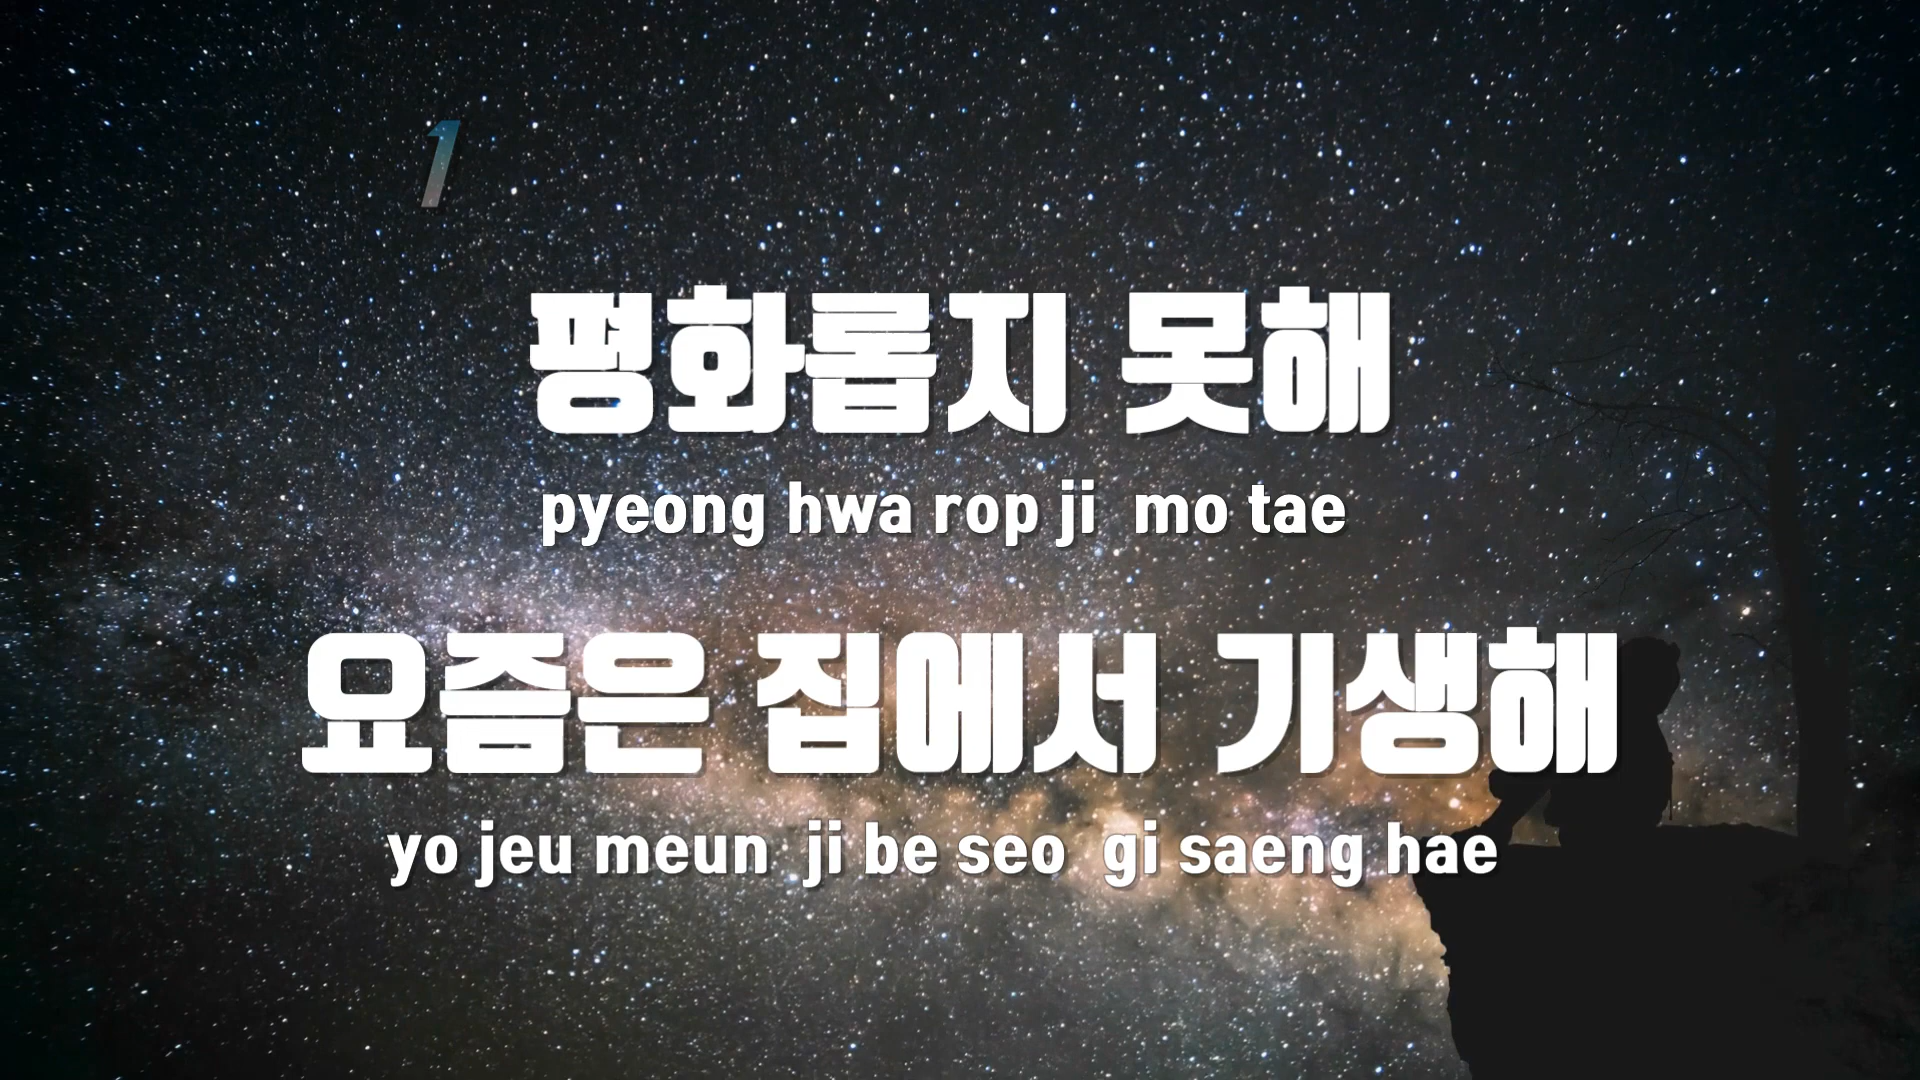 1
평화롭지 못해
pyeong hwa rop ji mo tae
요즘은 집에서 기생해
yo jeu meun ji be seo gi saeng hae